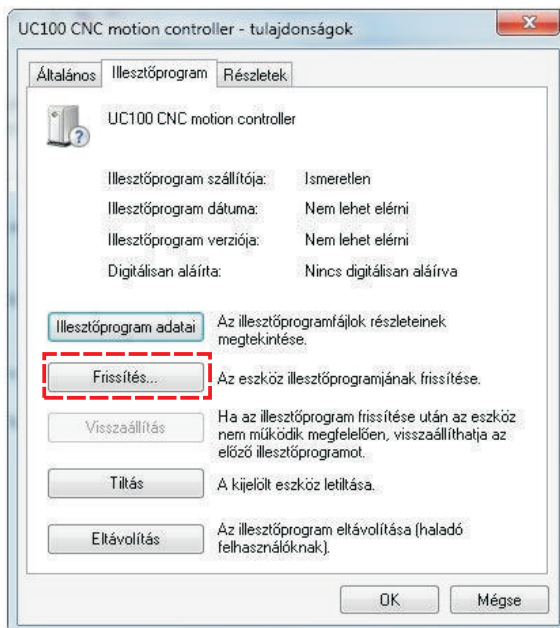 UC100 CNC motion controller - tulajdonságok
Általános Illesztőprogram Részletek
UC100 CNC motion controller
Illesztőprogram szállítója: Ismeretlen
Illesztőprogram dátuma: Nem lehet elérni
Illesztőprogram verziója: Nem lehet elérni
Digitálisan aláírta: Nincs digitálisan aláírva
Illesztőprogram adatai
Az illesztőprogramfájlok részleteinek
megtekintése.
Frissítés...
Az eszköz illesztőprogramjának frissítése.
Visszaállítás
Ha az illesztőprogram frissítése után az eszköz
nem működik megfelelően, visszaállíthatja az
előző illesztőprogramot.
Tiltás
A kijelölt eszköz letiltása.
Eltávolítás
Az illesztőprogram eltávolítása (haladó
felhasználóknak).
OK Mégse